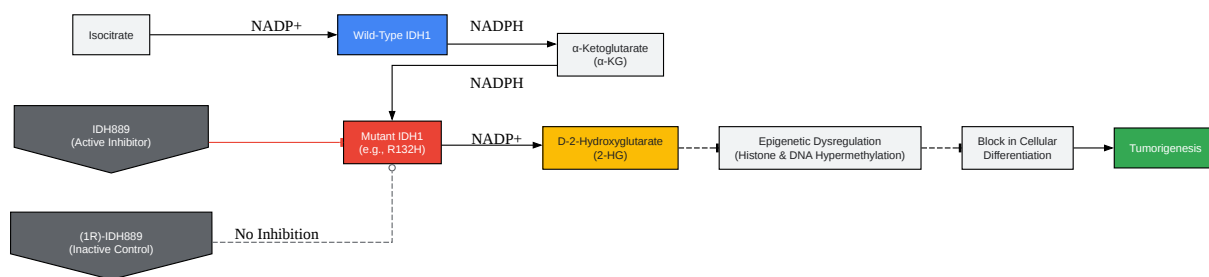 Isocitrate
NADP+
Wild-Type IDH1
NADPH
α-Ketoglutarate
(α-KG)
NADPH
IDH889
(Active Inhibitor)
Mutant IDH1
(e.g., R132H)
NADP+
D-2-Hydroxyglutarate
(2-HG)
Epigenetic Dysregulation
(Histone & DNA Hypermethylation)
Block in Cellular
Differentiation
Tumorigenesis
(1R)-IDH889
(Inactive Control)
No Inhibition